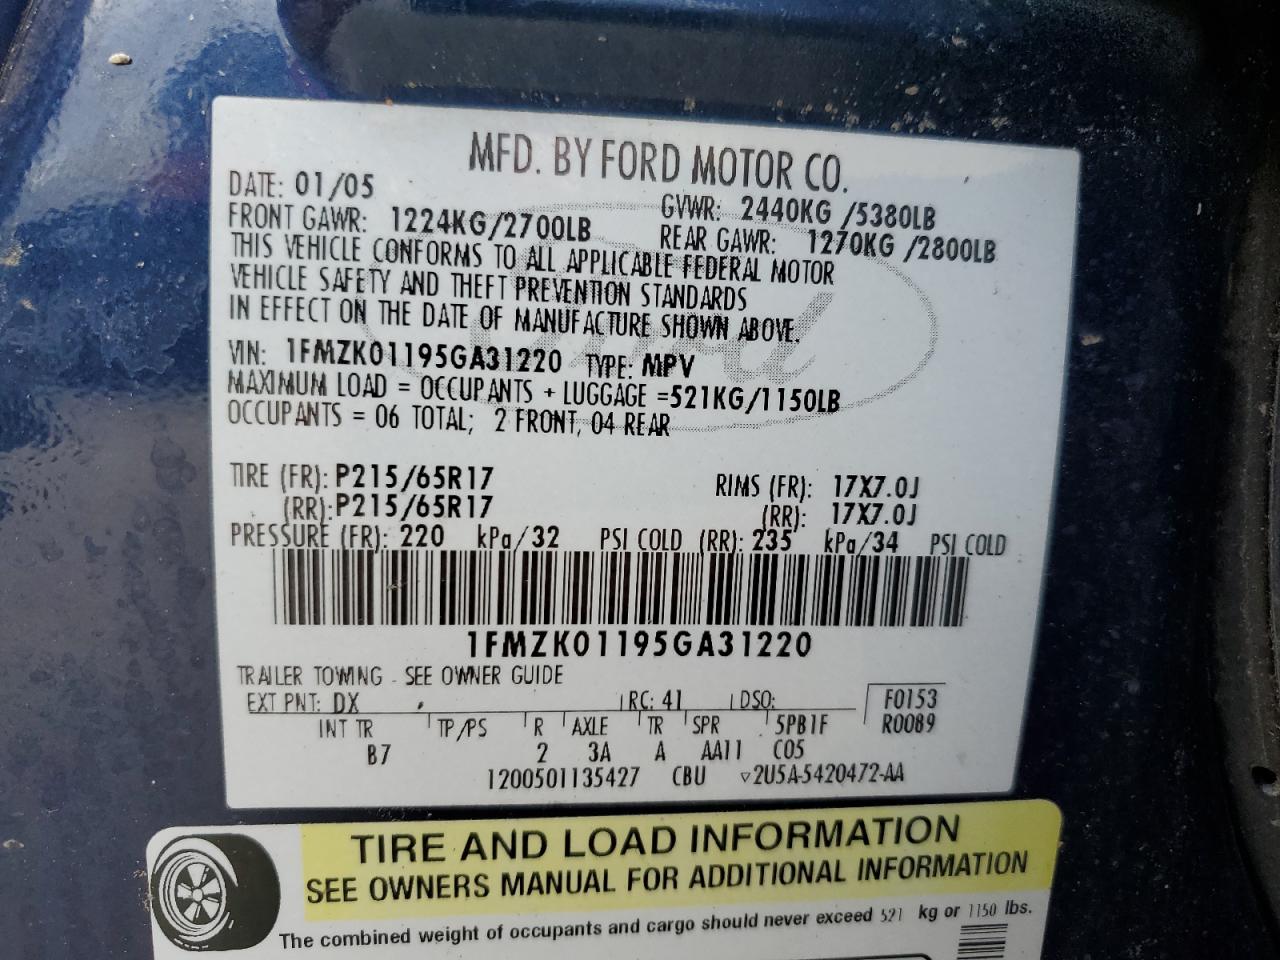 MFD. BY FORD MOTOR CO.
DATE: 01/05
GVWR: 2440KG /5380LB
FRONT GAWR: 1224KG/2700LB
REAR GAWR: 1270KG /2800LB
THIS VEHICLE CONFORMS TO ALL APPLICABLE FEDERAL MOTOR
VEHICLE SAFETY AND THEFT PREVENTION STANDARDS
IN EFFECT ON THE DATE OF MANUFACTURE SHOWN ABOVE.
VIN: 1FMZK01195GA31220 TYPE: MPV
MAXIMUM LOAD = OCCUPANTS + LUGGAGE =521KG/1150LB
OCCUPANTS = 06 TOTAL; 2 FRONT, 04 REAR
TIRE (FR): P215/65R17 RIMS (FR): 17X7.0J
(RR): P215/65R17 (RR): 17X7.0J
PRESSURE (FR): 220 kPa/32 PSI COLD (RR): 235 kPa/34 PSI COLD
1FMZK01195GA31220
TRAILER TOWING - SEE OWNER GUIDE
EXT PNT: DX RC: 41 DSO: F0153
INT TR TP/PS R AXLE TR SPR 5PB1F R0089
B7 2 3A A AA11 C05
1200501135427 CBU ▽2U5A-5420472-AA
TIRE AND LOAD INFORMATION
SEE OWNERS MANUAL FOR ADDITIONAL INFORMATION
The combined weight of occupants and cargo should never exceed 521 kg or 1150 lbs.